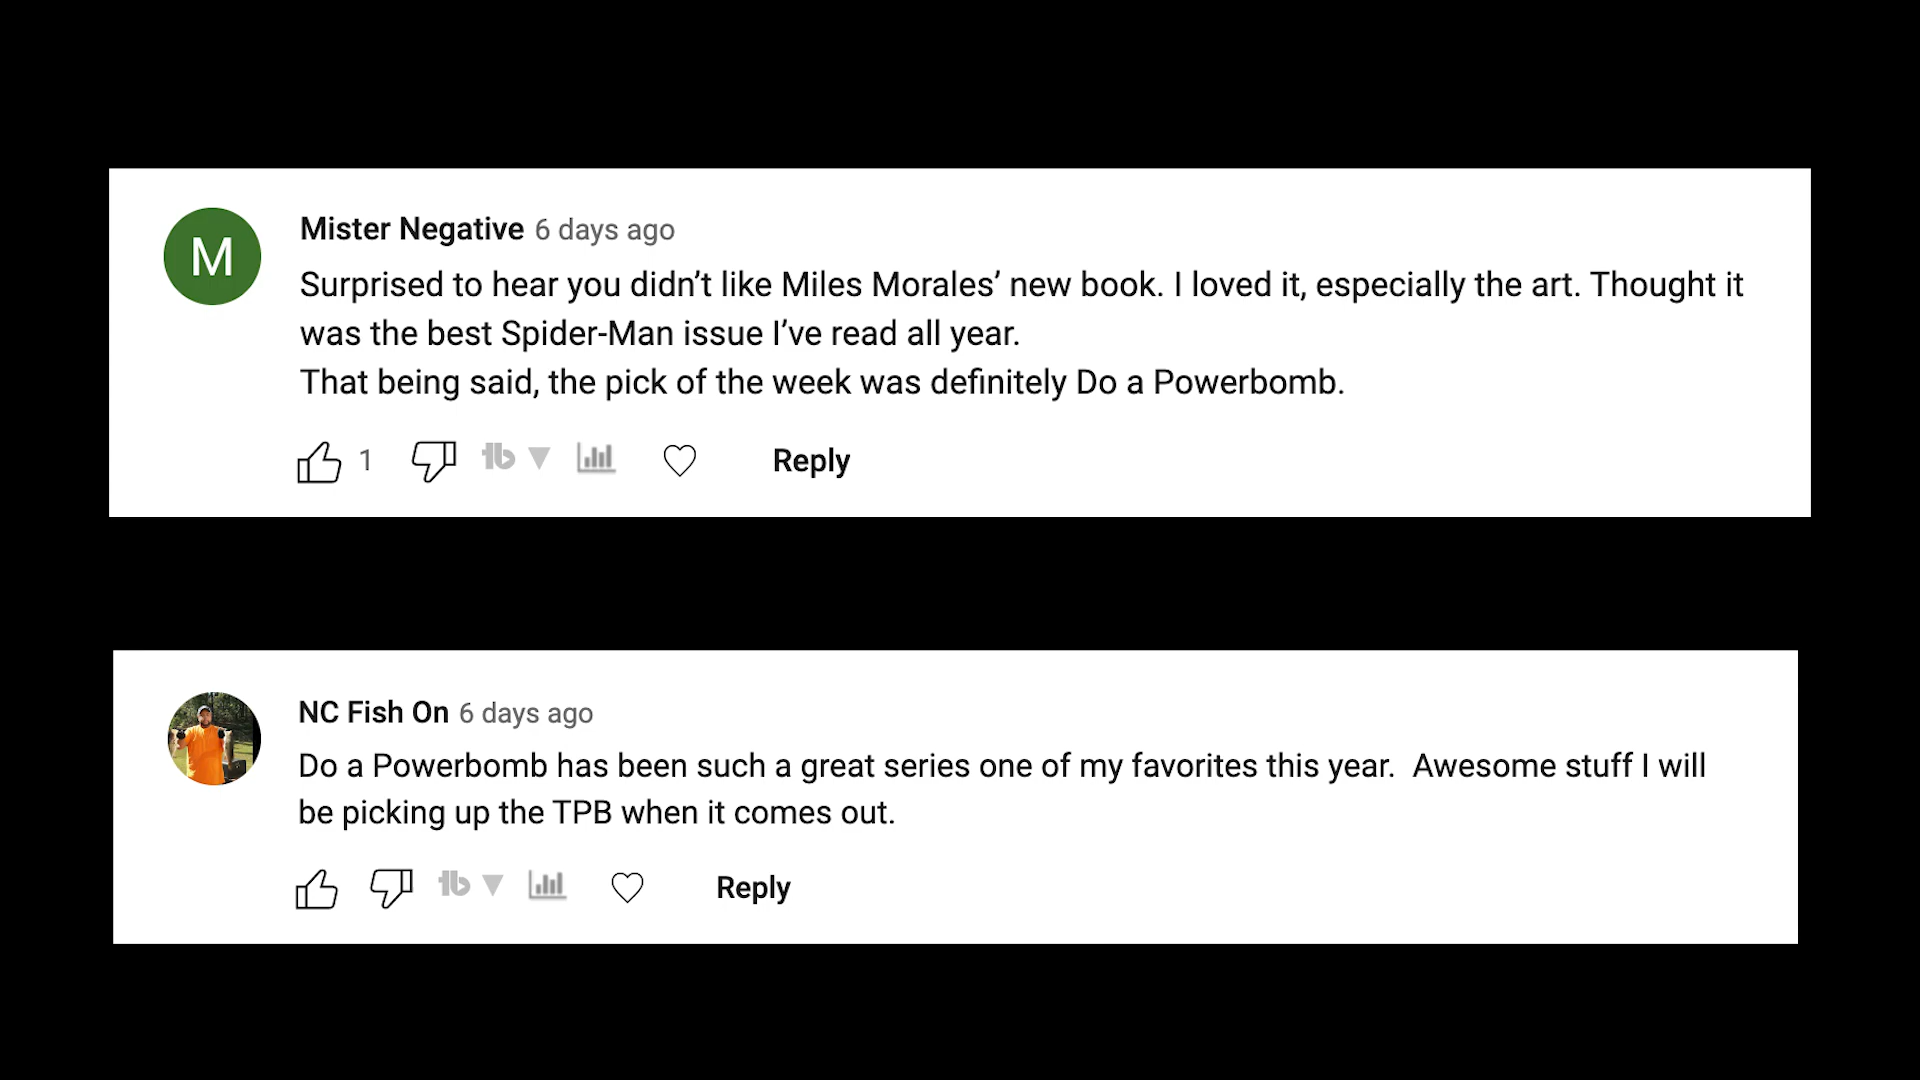 M
Mister Negative 6 days ago
Surprised to hear you didn’t like Miles Morales’ new book. I loved it, especially the art. Thought it
was the best Spider-Man issue I’ve read all year.
That being said, the pick of the week was definitely Do a Powerbomb.
1 tb Reply
NC Fish On 6 days ago
Do a Powerbomb has been such a great series one of my favorites this year.  Awesome stuff I will
be picking up the TPB when it comes out.
tb Reply